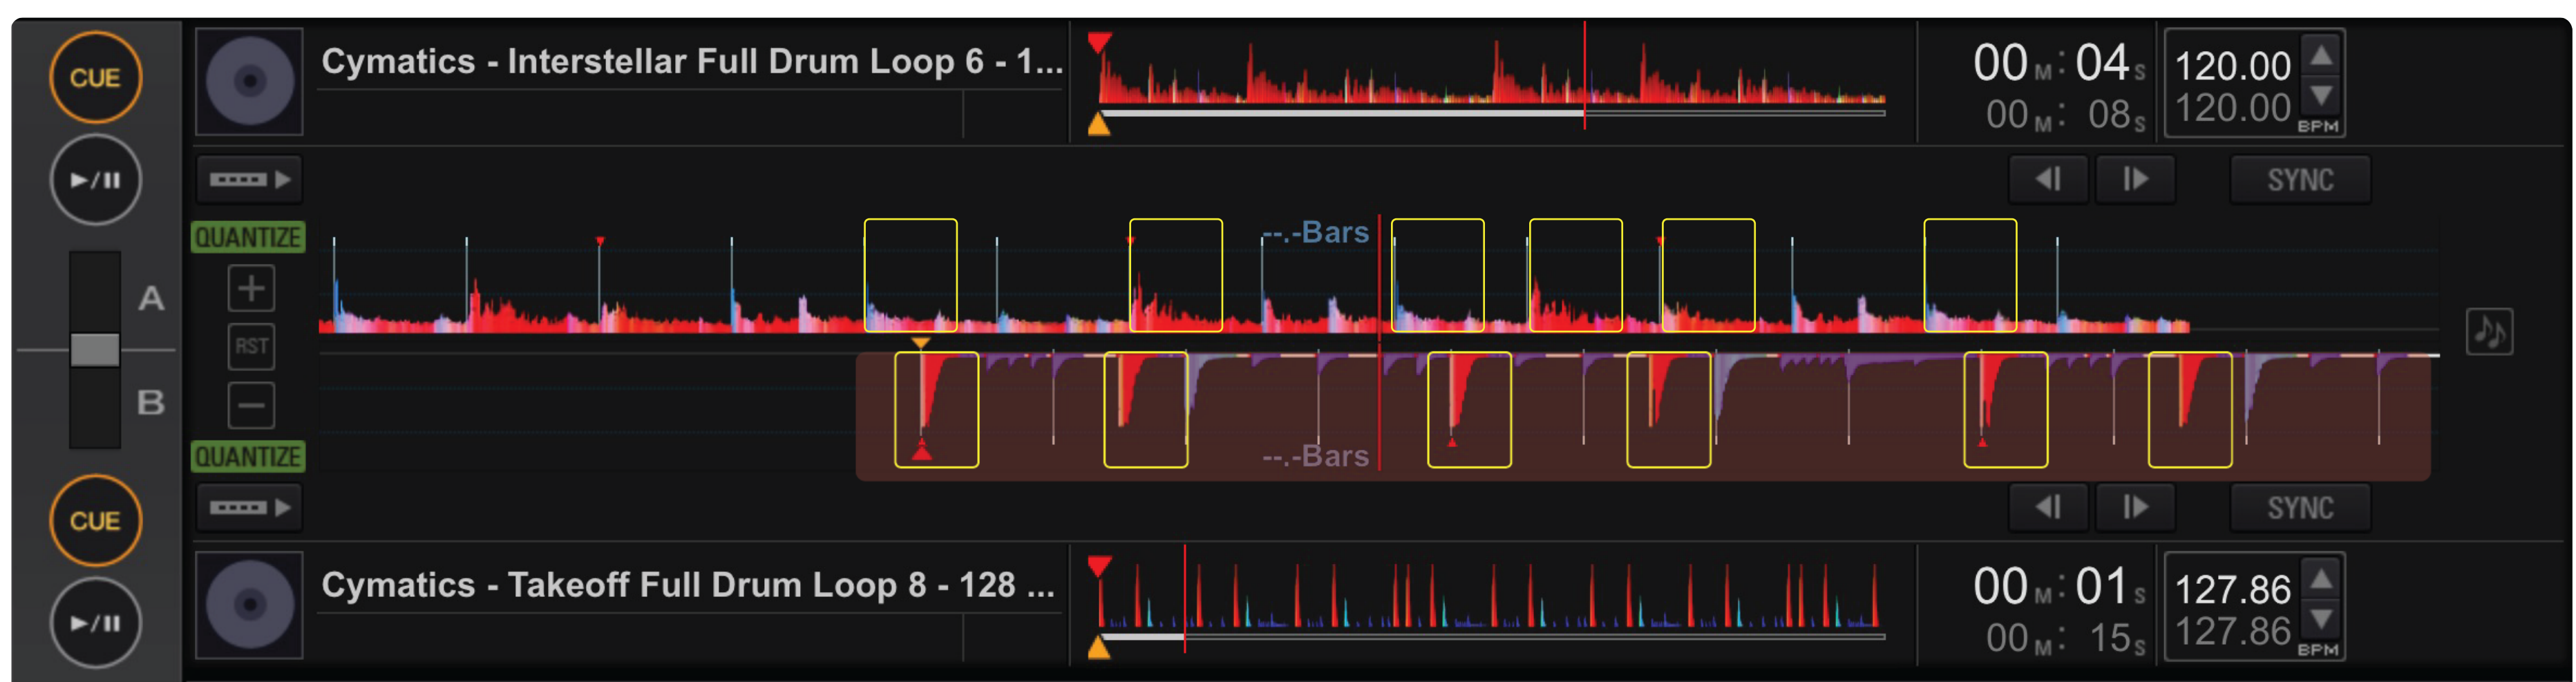 CUE
Cymatics - Interstellar Full Drum Loop 6 - 1...
00 M : 04 S
00 M : 08 S
120.00
120.00
BPM
SYNC
QUANTIZE
--.-Bars
A
RST
B
--.-Bars
QUANTIZE
CUE
SYNC
Cymatics - Takeoff Full Drum Loop 8 - 128 ...
00 M : 01 S
00 M : 15 S
127.86
127.86
BPM